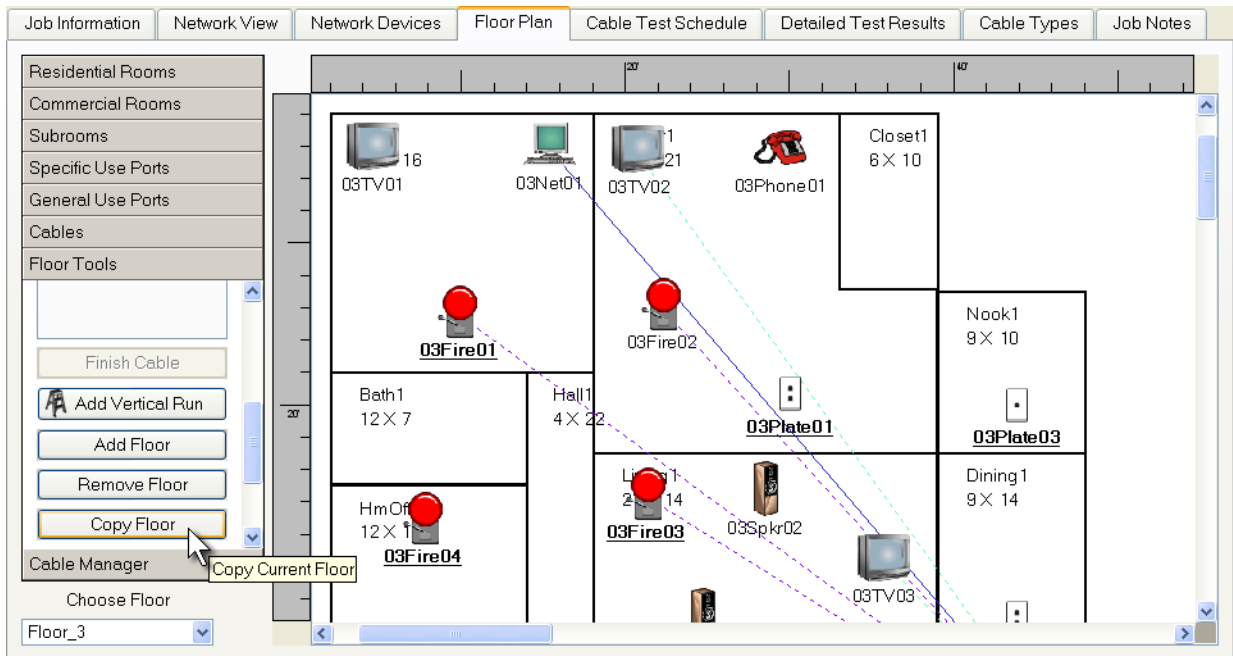 Job Information Network View Network Devices Floor Plan Cable Test Schedule Detailed Test Results Cable Types Job Notes
Residential Rooms
Commercial Rooms
Subrooms
Specific Use Ports
General Use Ports
Cables
Floor Tools
Finish Cable
Add Vertical Run
Add Floor
Remove Floor
Copy Floor
Copy Current Floor
Cable Manager
Choose Floor
Floor_3
20' 40'
20'
16
03TV01
03Net01
1
21
03TV02
03Phone01
Closet1
6 X 10
03Fire01
03Fire02
Nook1
9 X 10
Bath1
12 X 7
Hall1
4 X 22
03Plate01
03Plate03
HmOf
12 X 1
03Fire04
14
03Fire03
03Spkr02
Dining1
9 X 14
03TV03